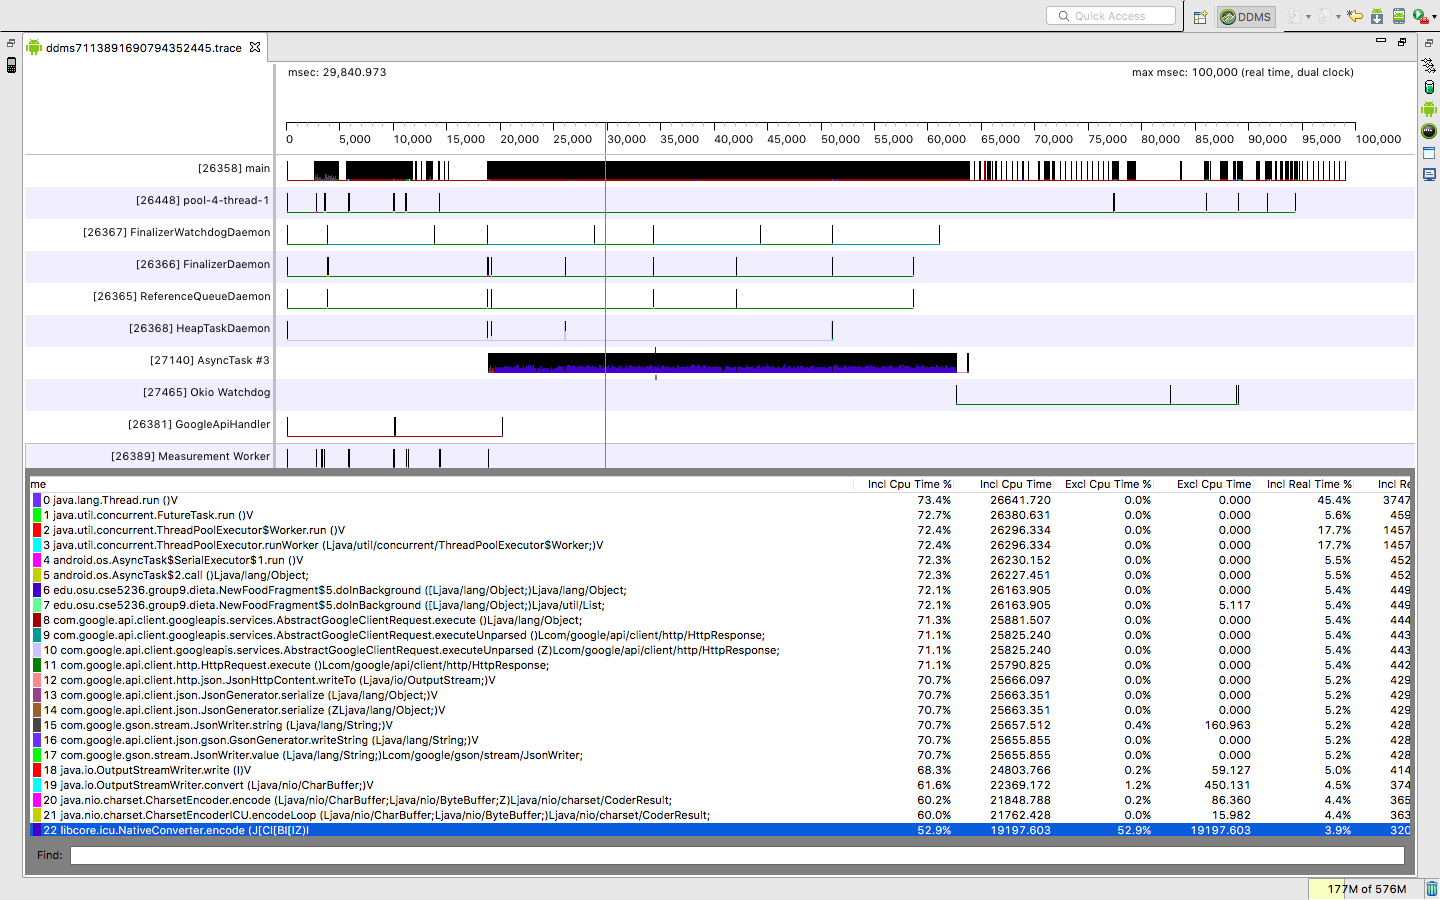 Quick Access
DDMS
ddms7113891690794352445.trace
msec: 29,840.973 max msec: 100,000 (real time, dual clock)
0 5,000 10,000 15,000 20,000 25,000 30,000 35,000 40,000 45,000 50,000 55,000 60,000 65,000 70,000 75,000 80,000 85,000 90,000 95,000 100,000
[26358] main
[26448] pool-4-thread-1
[26367] FinalizerWatchdogDaemon
[26366] FinalizerDaemon
[26365] ReferenceQueueDaemon
[26368] HeapTaskDaemon
[27140] AsyncTask #3
[27465] Okio Watchdog
[26381] GoogleApiHandler
[26389] Measurement Worker
me Incl Cpu Time % Incl Cpu Time Excl Cpu Time % Excl Cpu Time Incl Real Time % Incl Re
0 java.lang.Thread.run ()V 73.4% 26641.720 0.0% 0.000 45.4% 3747
1 java.util.concurrent.FutureTask.run ()V 72.7% 26380.631 0.0% 0.000 5.6% 459
2 java.util.concurrent.ThreadPoolExecutor$Worker.run ()V 72.4% 26296.334 0.0% 0.000 17.7% 1457
3 java.util.concurrent.ThreadPoolExecutor.runWorker (Ljava/util/concurrent/ThreadPoolExecutor$Worker;)V 72.4% 26296.334 0.0% 0.000 17.7% 1457
4 android.os.AsyncTask$SerialExecutor$1.run ()V 72.3% 26230.152 0.0% 0.000 5.5% 452
5 android.os.AsyncTask$2.call ()Ljava/lang/Object; 72.3% 26227.451 0.0% 0.000 5.5% 452
6 edu.osu.cse5236.group9.dieta.NewFoodFragment$5.doInBackground ([Ljava/lang/Object;)Ljava/lang/Object; 72.1% 26163.905 0.0% 0.000 5.4% 449
7 edu.osu.cse5236.group9.dieta.NewFoodFragment$5.doInBackground ([Ljava/lang/Object;)Ljava/util/List; 72.1% 26163.905 0.0% 5.117 5.4% 449
8 com.google.api.client.googleapis.services.AbstractGoogleClientRequest.execute ()Ljava/lang/Object; 71.3% 25881.507 0.0% 0.000 5.4% 444
9 com.google.api.client.googleapis.services.AbstractGoogleClientRequest.executeUnparsed ()Lcom/google/api/client/http/HttpResponse; 71.1% 25825.240 0.0% 0.000 5.4% 443
10 com.google.api.client.googleapis.services.AbstractGoogleClientRequest.executeUnparsed (Z)Lcom/google/api/client/http/HttpResponse; 71.1% 25825.240 0.0% 0.000 5.4% 443
11 com.google.api.client.http.HttpRequest.execute ()Lcom/google/api/client/http/HttpResponse; 71.1% 25790.825 0.0% 0.000 5.4% 442
12 com.google.api.client.http.json.JsonHttpContent.writeTo (Ljava/io/OutputStream;)V 70.7% 25666.097 0.0% 0.000 5.2% 429
13 com.google.api.client.json.JsonGenerator.serialize (Ljava/lang/Object;)V 70.7% 25663.351 0.0% 0.000 5.2% 429
14 com.google.api.client.json.JsonGenerator.serialize (ZLjava/lang/Object;)V 70.7% 25663.351 0.0% 0.000 5.2% 429
15 com.google.gson.stream.JsonWriter.string (Ljava/lang/String;)V 70.7% 25657.512 0.4% 160.963 5.2% 428
16 com.google.api.client.json.gson.GsonGenerator.writeString (Ljava/lang/String;)V 70.7% 25655.855 0.0% 0.000 5.2% 428
17 com.google.gson.stream.JsonWriter.value (Ljava/lang/String;)Lcom/google/gson/stream/JsonWriter; 70.7% 25655.855 0.0% 0.000 5.2% 428
18 java.io.OutputStreamWriter.write (I)V 68.3% 24803.766 0.2% 59.127 5.0% 414
19 java.io.OutputStreamWriter.convert (Ljava/nio/CharBuffer;)V 61.6% 22369.172 1.2% 450.131 4.5% 374
20 java.nio.charset.CharsetEncoder.encode (Ljava/nio/CharBuffer;Ljava/nio/ByteBuffer;Z)Ljava/nio/charset/CoderResult; 60.2% 21848.788 0.2% 86.360 4.4% 365
21 java.nio.charset.CharsetEncoderICU.encodeLoop (Ljava/nio/CharBuffer;Ljava/nio/ByteBuffer;)Ljava/nio/charset/CoderResult; 60.0% 21762.428 0.0% 15.982 4.4% 363
22 libcore.icu.NativeConverter.encode (J[CI[BI[IZ)I 52.9% 19197.603 52.9% 19197.603 3.9% 320
Find:
177M of 576M